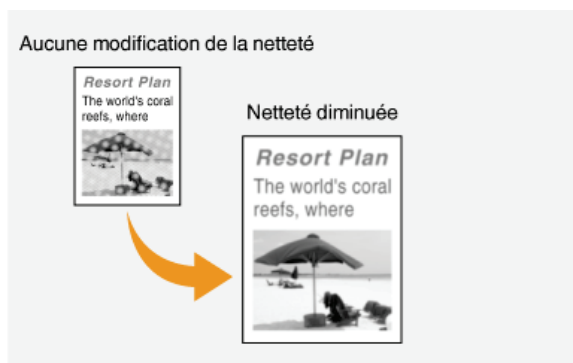 Aucune modification de la netteté
Resort Plan
The world's coral
reefs, where
Netteté diminuée
Resort Plan
The world's coral
reefs, where